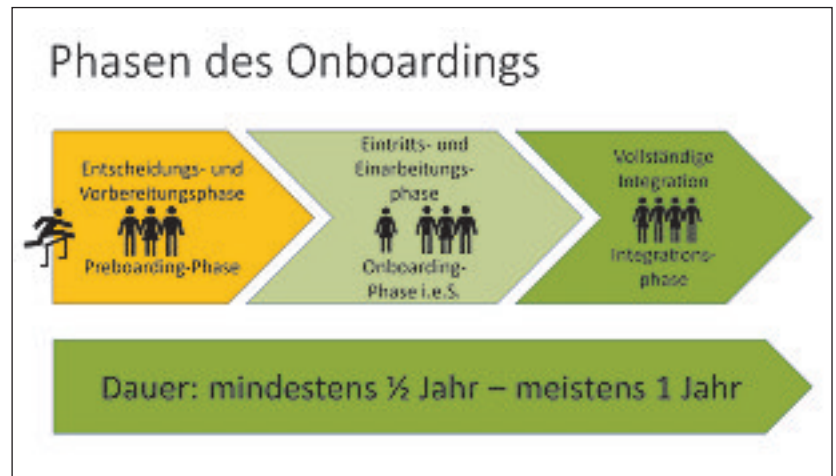 Phasen des Onboardings
Entscheidungs- und
Vorbereitungsphase
Preboarding-Phase
Eintritts- und
Einarbeitungs-
phase
Onboarding-
Phase i.e.S.
Vollständige
Integration
Integrations-
phase
Dauer: mindestens ½ Jahr – meistens 1 Jahr